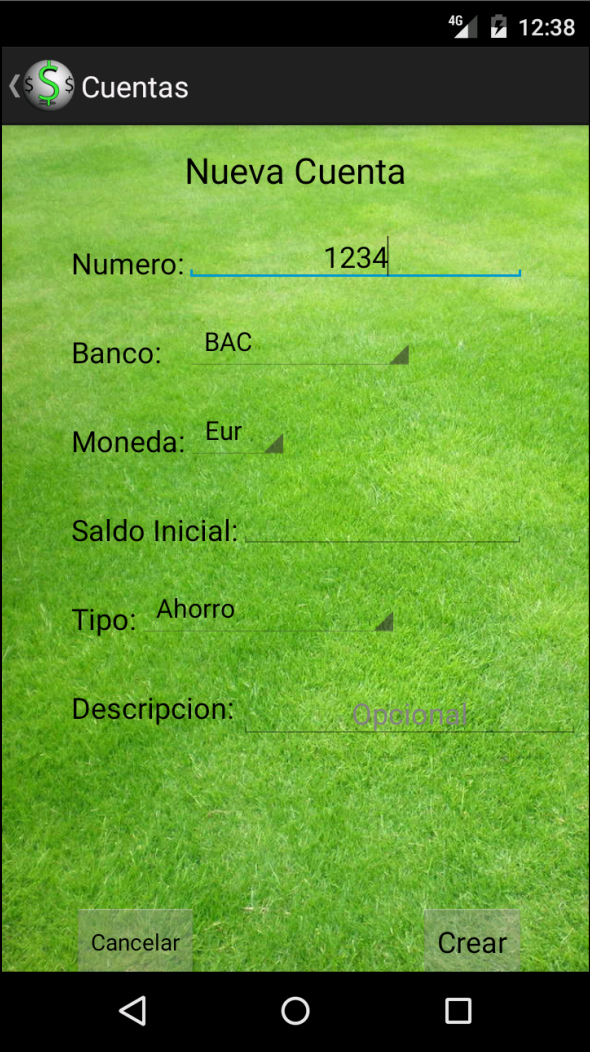 4G 12:38
$ $ $ Cuentas
Nueva Cuenta
Numero: 1234
Banco: BAC
Moneda: Eur
Saldo Inicial:
Tipo: Ahorro
Descripcion: Opcional
Cancelar Crear